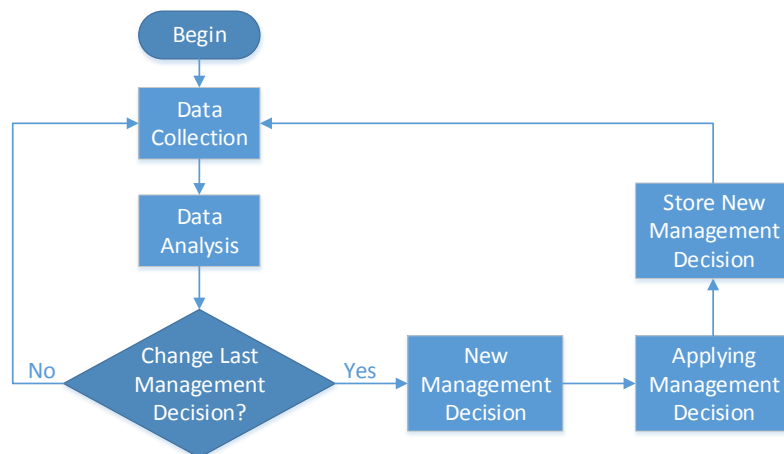 Begin
Data
Collection
Data
Analysis
Store New
Management
Decision
Change Last
Management
Decision?
No
Yes
New
Management
Decision
Applying
Management
Decision